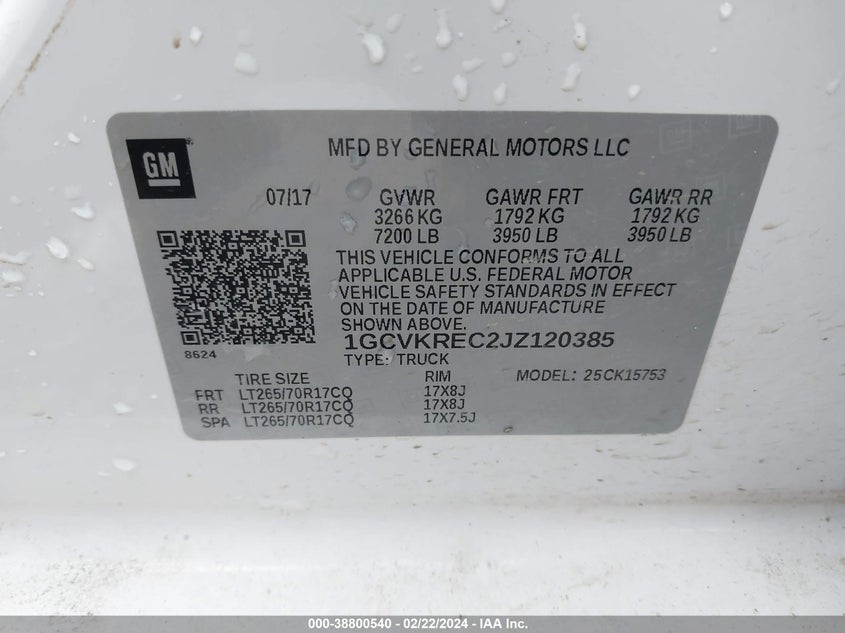 GM
MFD BY GENERAL MOTORS LLC
07/17 GVWR GAWR FRT GAWR RR
3266 KG 1792 KG 1792 KG
7200 LB 3950 LB 3950 LB
THIS VEHICLE CONFORMS TO ALL
APPLICABLE U.S. FEDERAL MOTOR
VEHICLE SAFETY STANDARDS IN EFFECT
ON THE DATE OF MANUFACTURE
SHOWN ABOVE.
1GCVKREC2JZ120385
8624
TYPE: TRUCK
TIRE SIZE RIM MODEL: 25CK15753
FRT LT265/70R17CQ 17X8J
RR LT265/70R17CQ 17X8J
SPA LT265/70R17CQ 17X7.5J
000-38800540 - 02/22/2024 - IAA Inc.